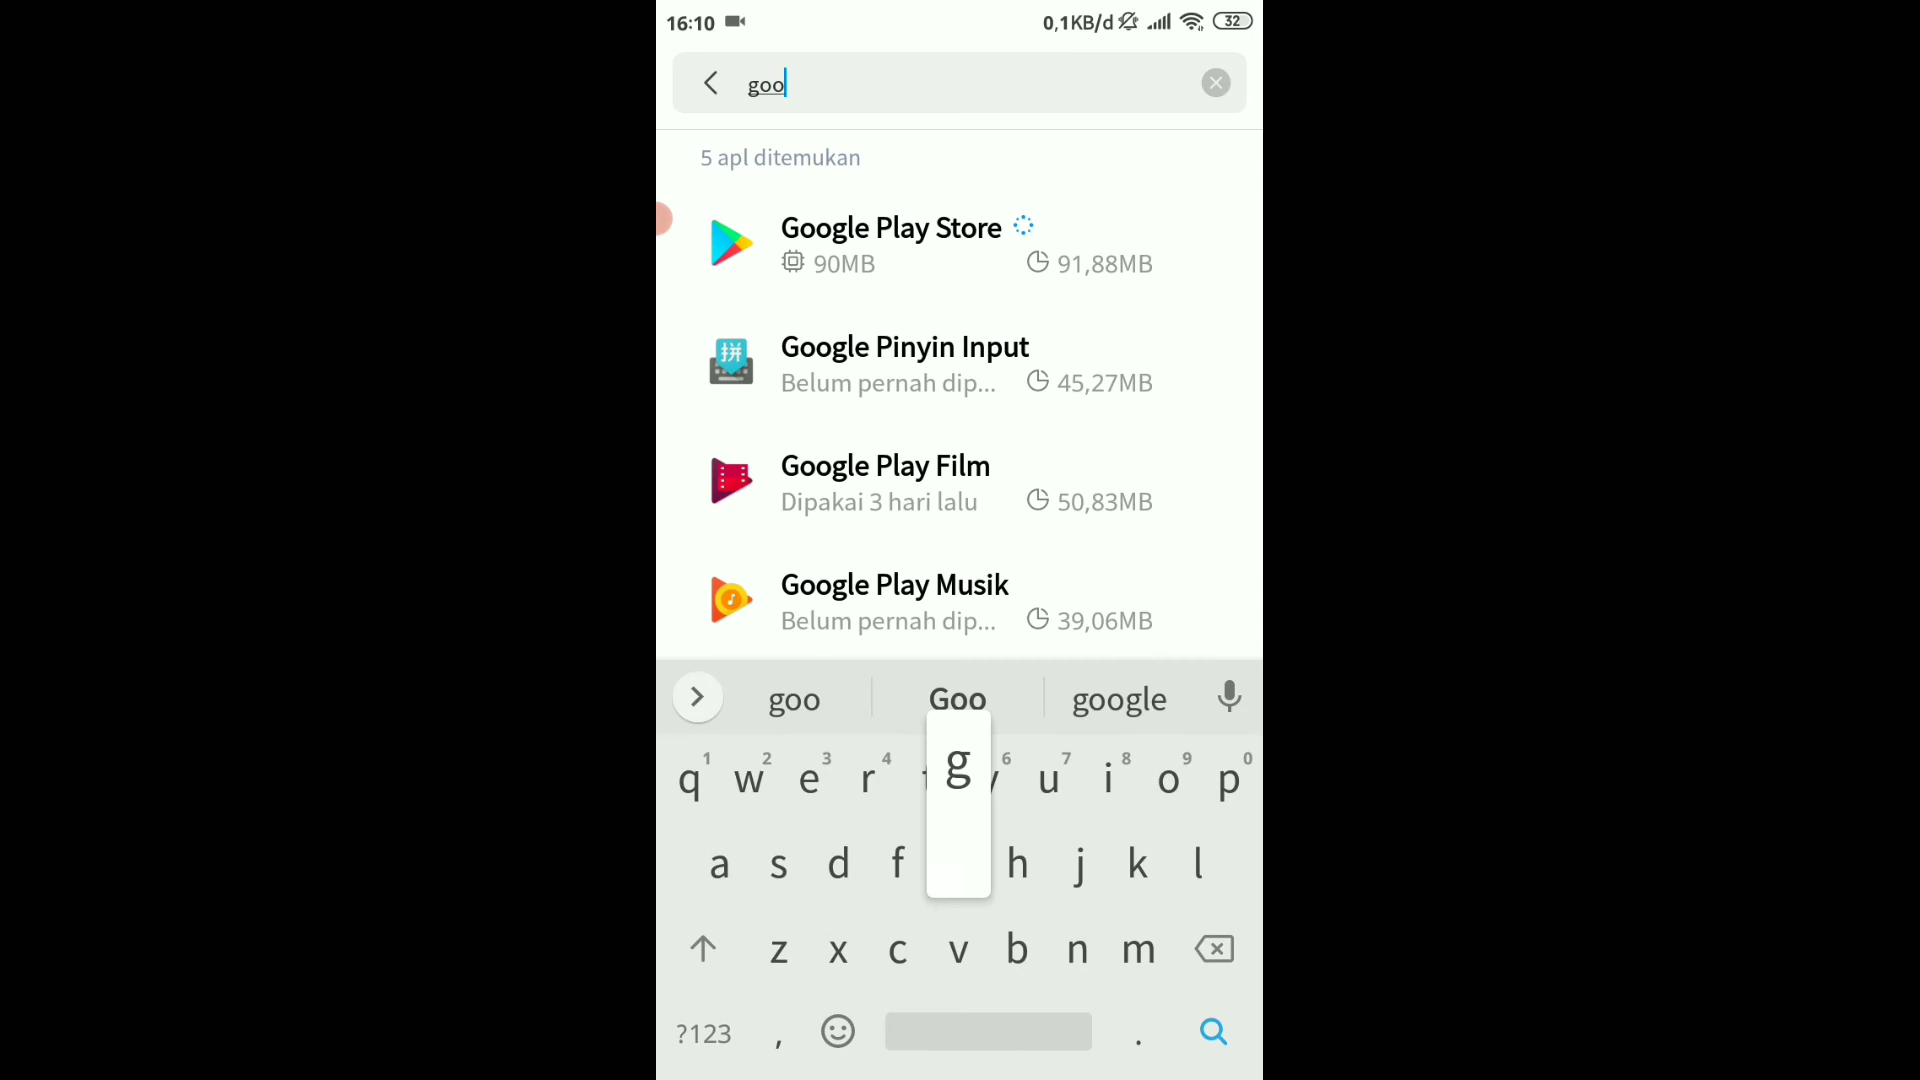 16:10
0,1KB/d
32
goo
5 apl ditemukan
Google Play Store
90MB
91,88MB
Google Pinyin Input
拼
Belum pernah dip...
45,27MB
Google Play Film
Dipakai 3 hari lalu
50,83MB
Google Play Musik
Belum pernah dip...
39,06MB
goo
Goo
google
g
1 2 3 4 6 7 8 9 0
q w e r u i o p
a s d f h j k l
z x c v b n m
?123 , .